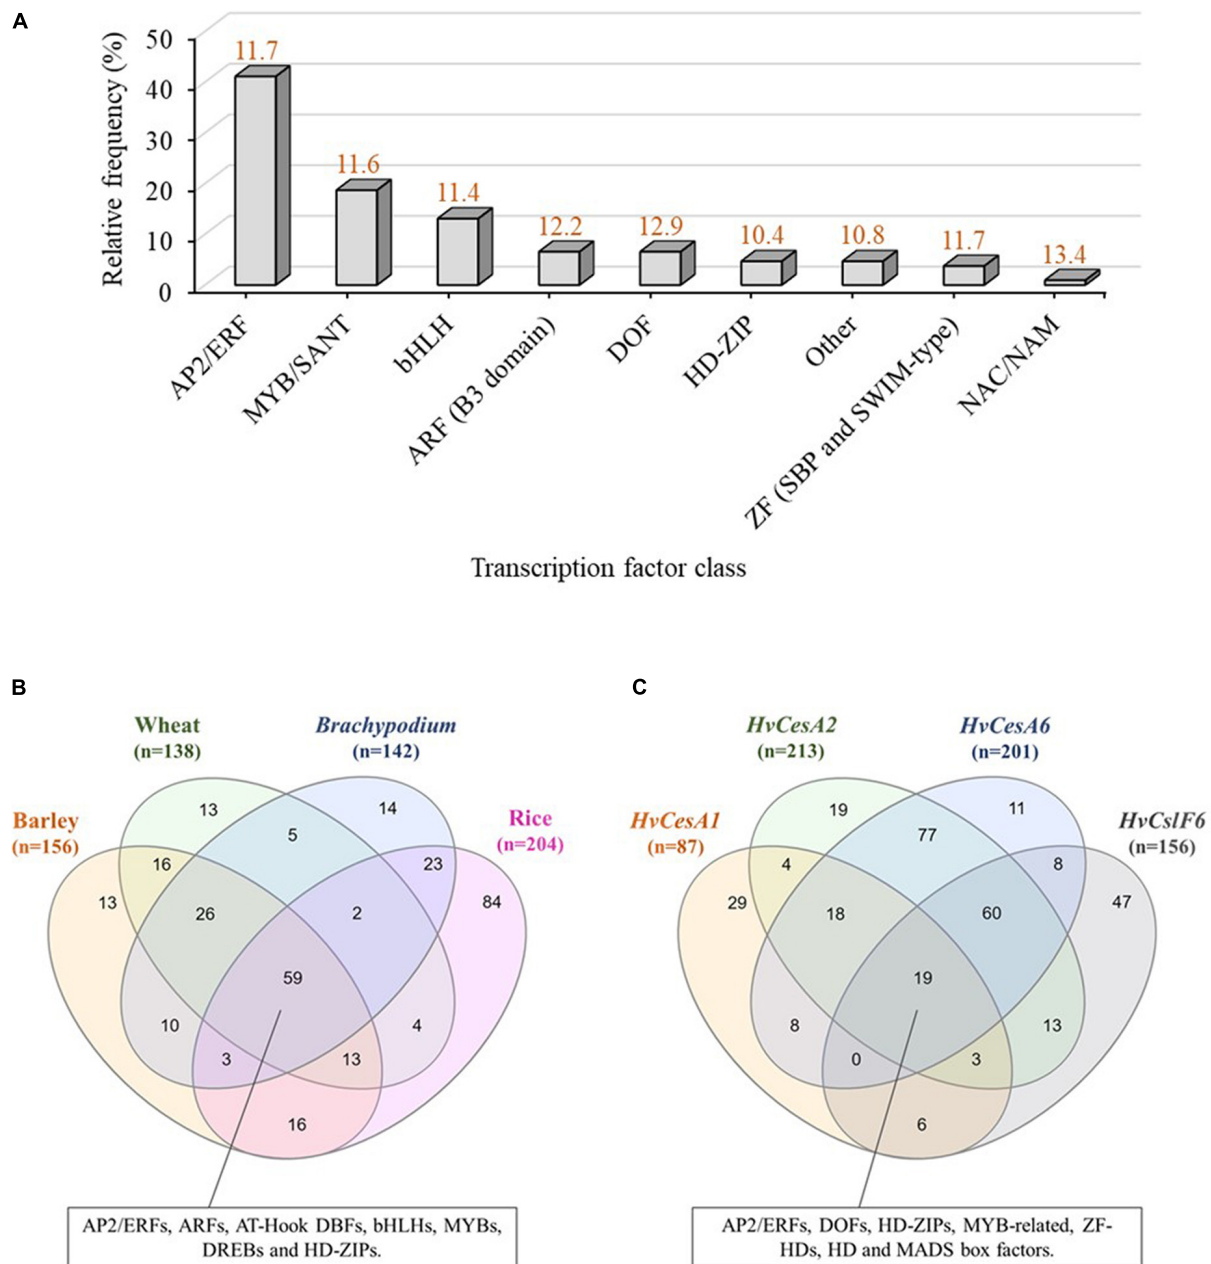 A
Relative frequency (%)
50
40
30
20
10
0
11.7
11.6
11.4
12.2
12.9
10.4
10.8
11.7
13.4
AP2/ERF
MYB/SANT
bHLH
ARF (B3 domain)
DOF
HD-ZIP
Other
ZF (SBP and SWIM-type)
NAC/NAM
Transcription factor class
B
Wheat
(n=138)
Brachypodium
(n=142)
Barley
(n=156)
Rice
(n=204)
13
14
5
16
23
13
26
2
84
59
10
4
3
13
16
AP2/ERFs, ARFs, AT-Hook DBFs, bHLHs, MYBs,
DREBs and HD-ZIPs.
C
HvCesA2
(n=213)
HvCesA6
(n=201)
HvCesA1
(n=87)
HvCslF6
(n=156)
19
11
77
4
8
29
18
60
47
19
8
13
0
3
6
AP2/ERFs, DOFs, HD-ZIPs, MYB-related, ZF-
HDs, HD and MADS box factors.